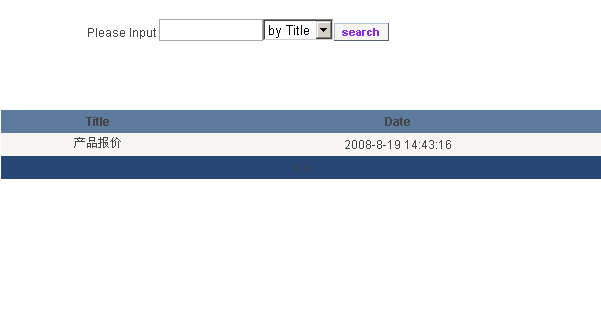 Please Input by Title search
Title Date
产品报价 2008-8-19 14:43:16